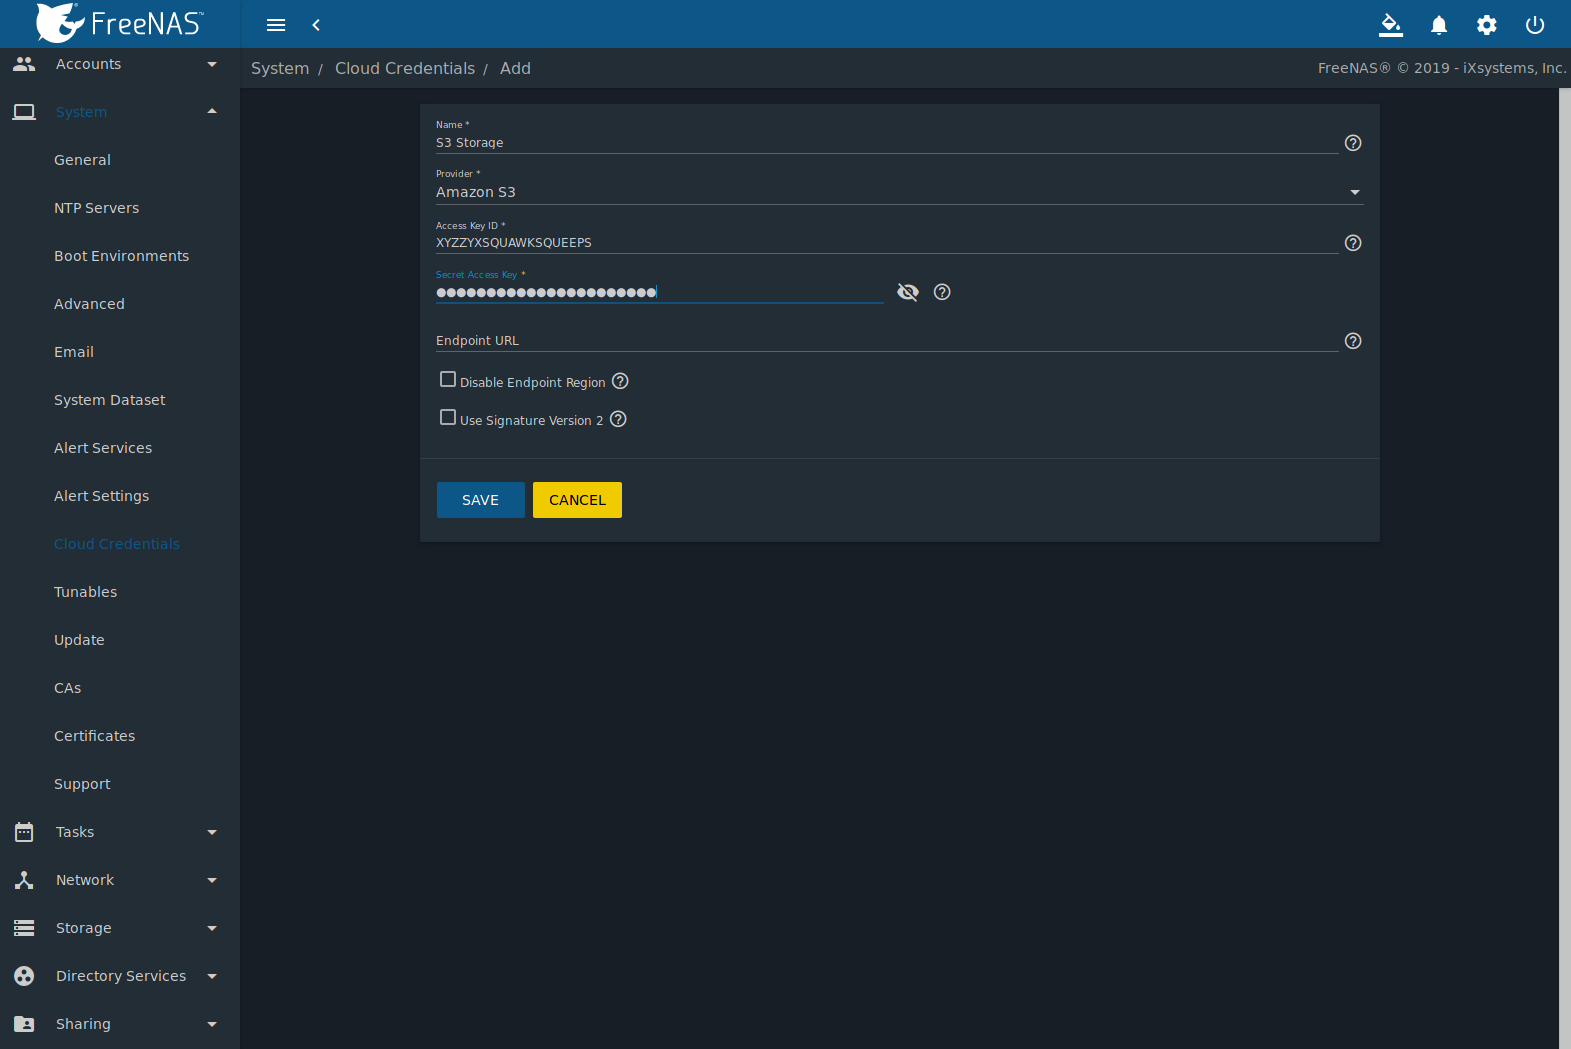 FreeNAS™
System / Cloud Credentials / Add
FreeNAS® © 2019 - iXsystems, Inc.
Accounts
System
General
NTP Servers
Boot Environments
Advanced
Email
System Dataset
Alert Services
Alert Settings
Cloud Credentials
Tunables
Update
CAs
Certificates
Support
Tasks
Network
Storage
Directory Services
Sharing
Name *
S3 Storage
Provider *
Amazon S3
Access Key ID *
XYZZYXSQUAWKSQUEEPS
Secret Access Key *
●●●●●●●●●●●●●●●●●●●●●●
Endpoint URL
Disable Endpoint Region
Use Signature Version 2
SAVE
CANCEL